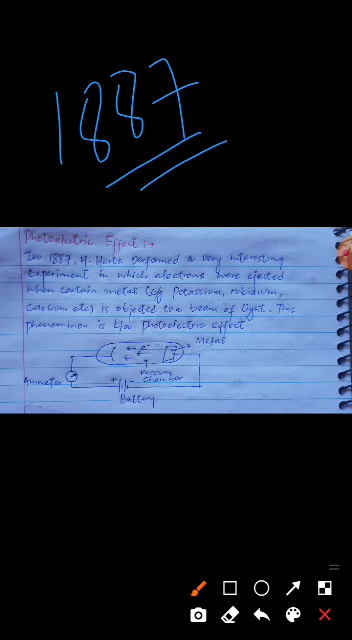 1887
Photoelectric Effect :→
In 1887, H. Hertz performed a very interesting
Experiment in which electrons were ejected
when certain metal (eg Potassium, Rubidium,
Caesium etc) is objected to a beam of light. This
phenominon is k/a photoelectric effect
e-
Metal
Ammeter
vaccum
chamber
+ -
Battery